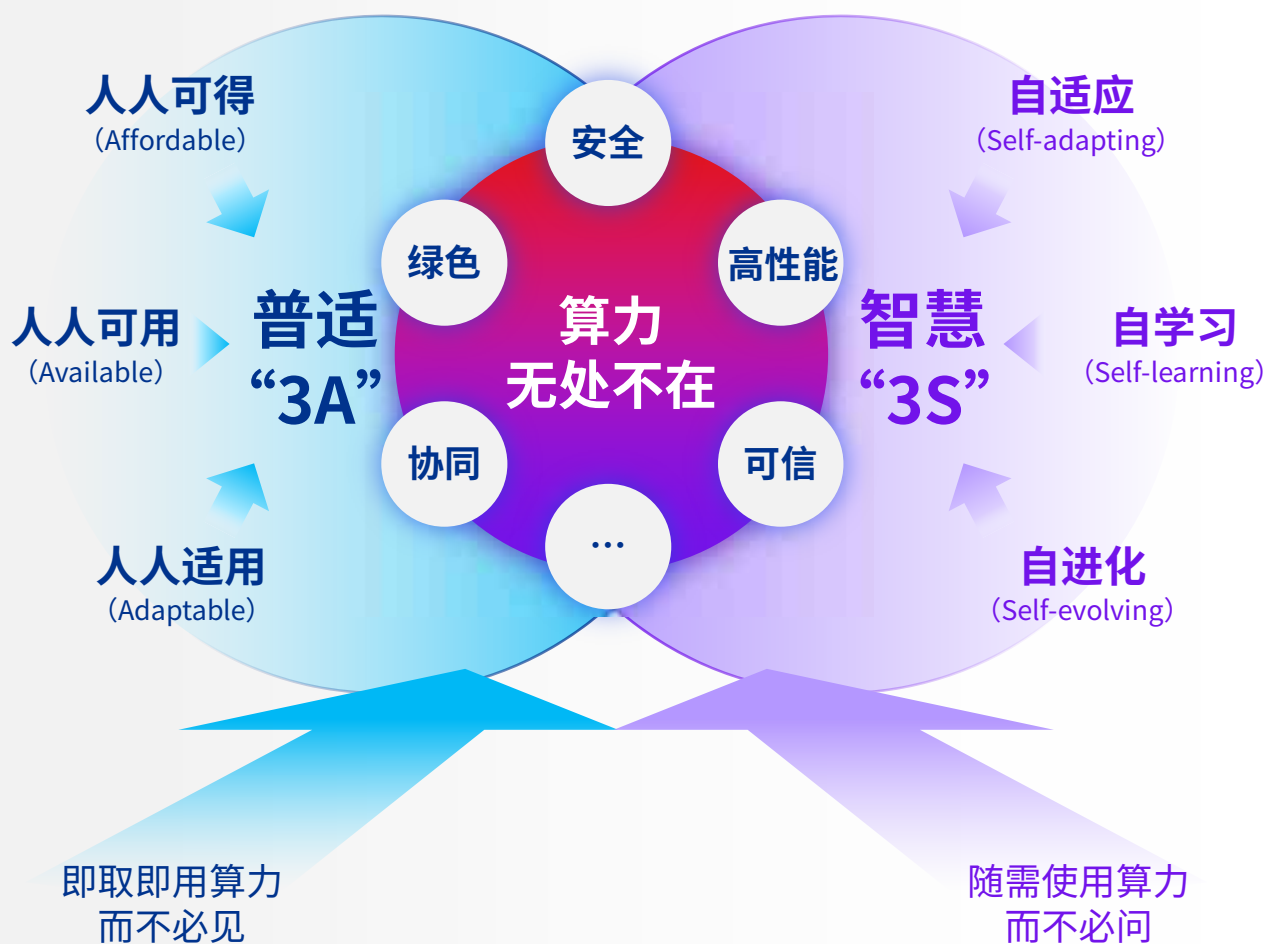 人人可得
（Affordable）
人人可用
（Available）
人人适用
（Adaptable）
普适
“3A”
安全
绿色
高性能
算力
无处不在
协同
可信
…
智慧
“3S”
自适应
（Self-adapting）
自学习
（Self-learning）
自进化
（Self-evolving）
即取即用算力
而不必见
随需使用算力
而不必问